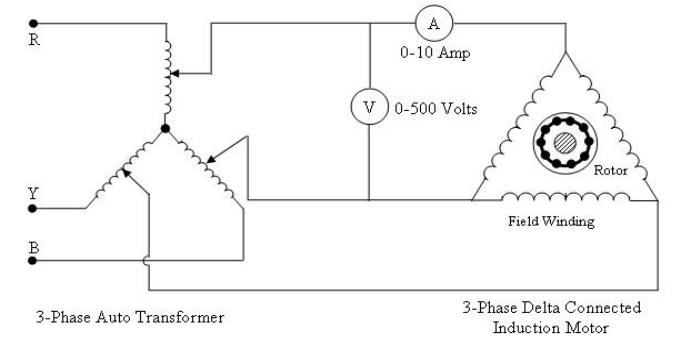 R
A
0-10 Amp
V
0-500 Volts
Rotor
Y
Field Winding
B
3-Phase Auto Transformer
3-Phase Delta Connected
Induction Motor